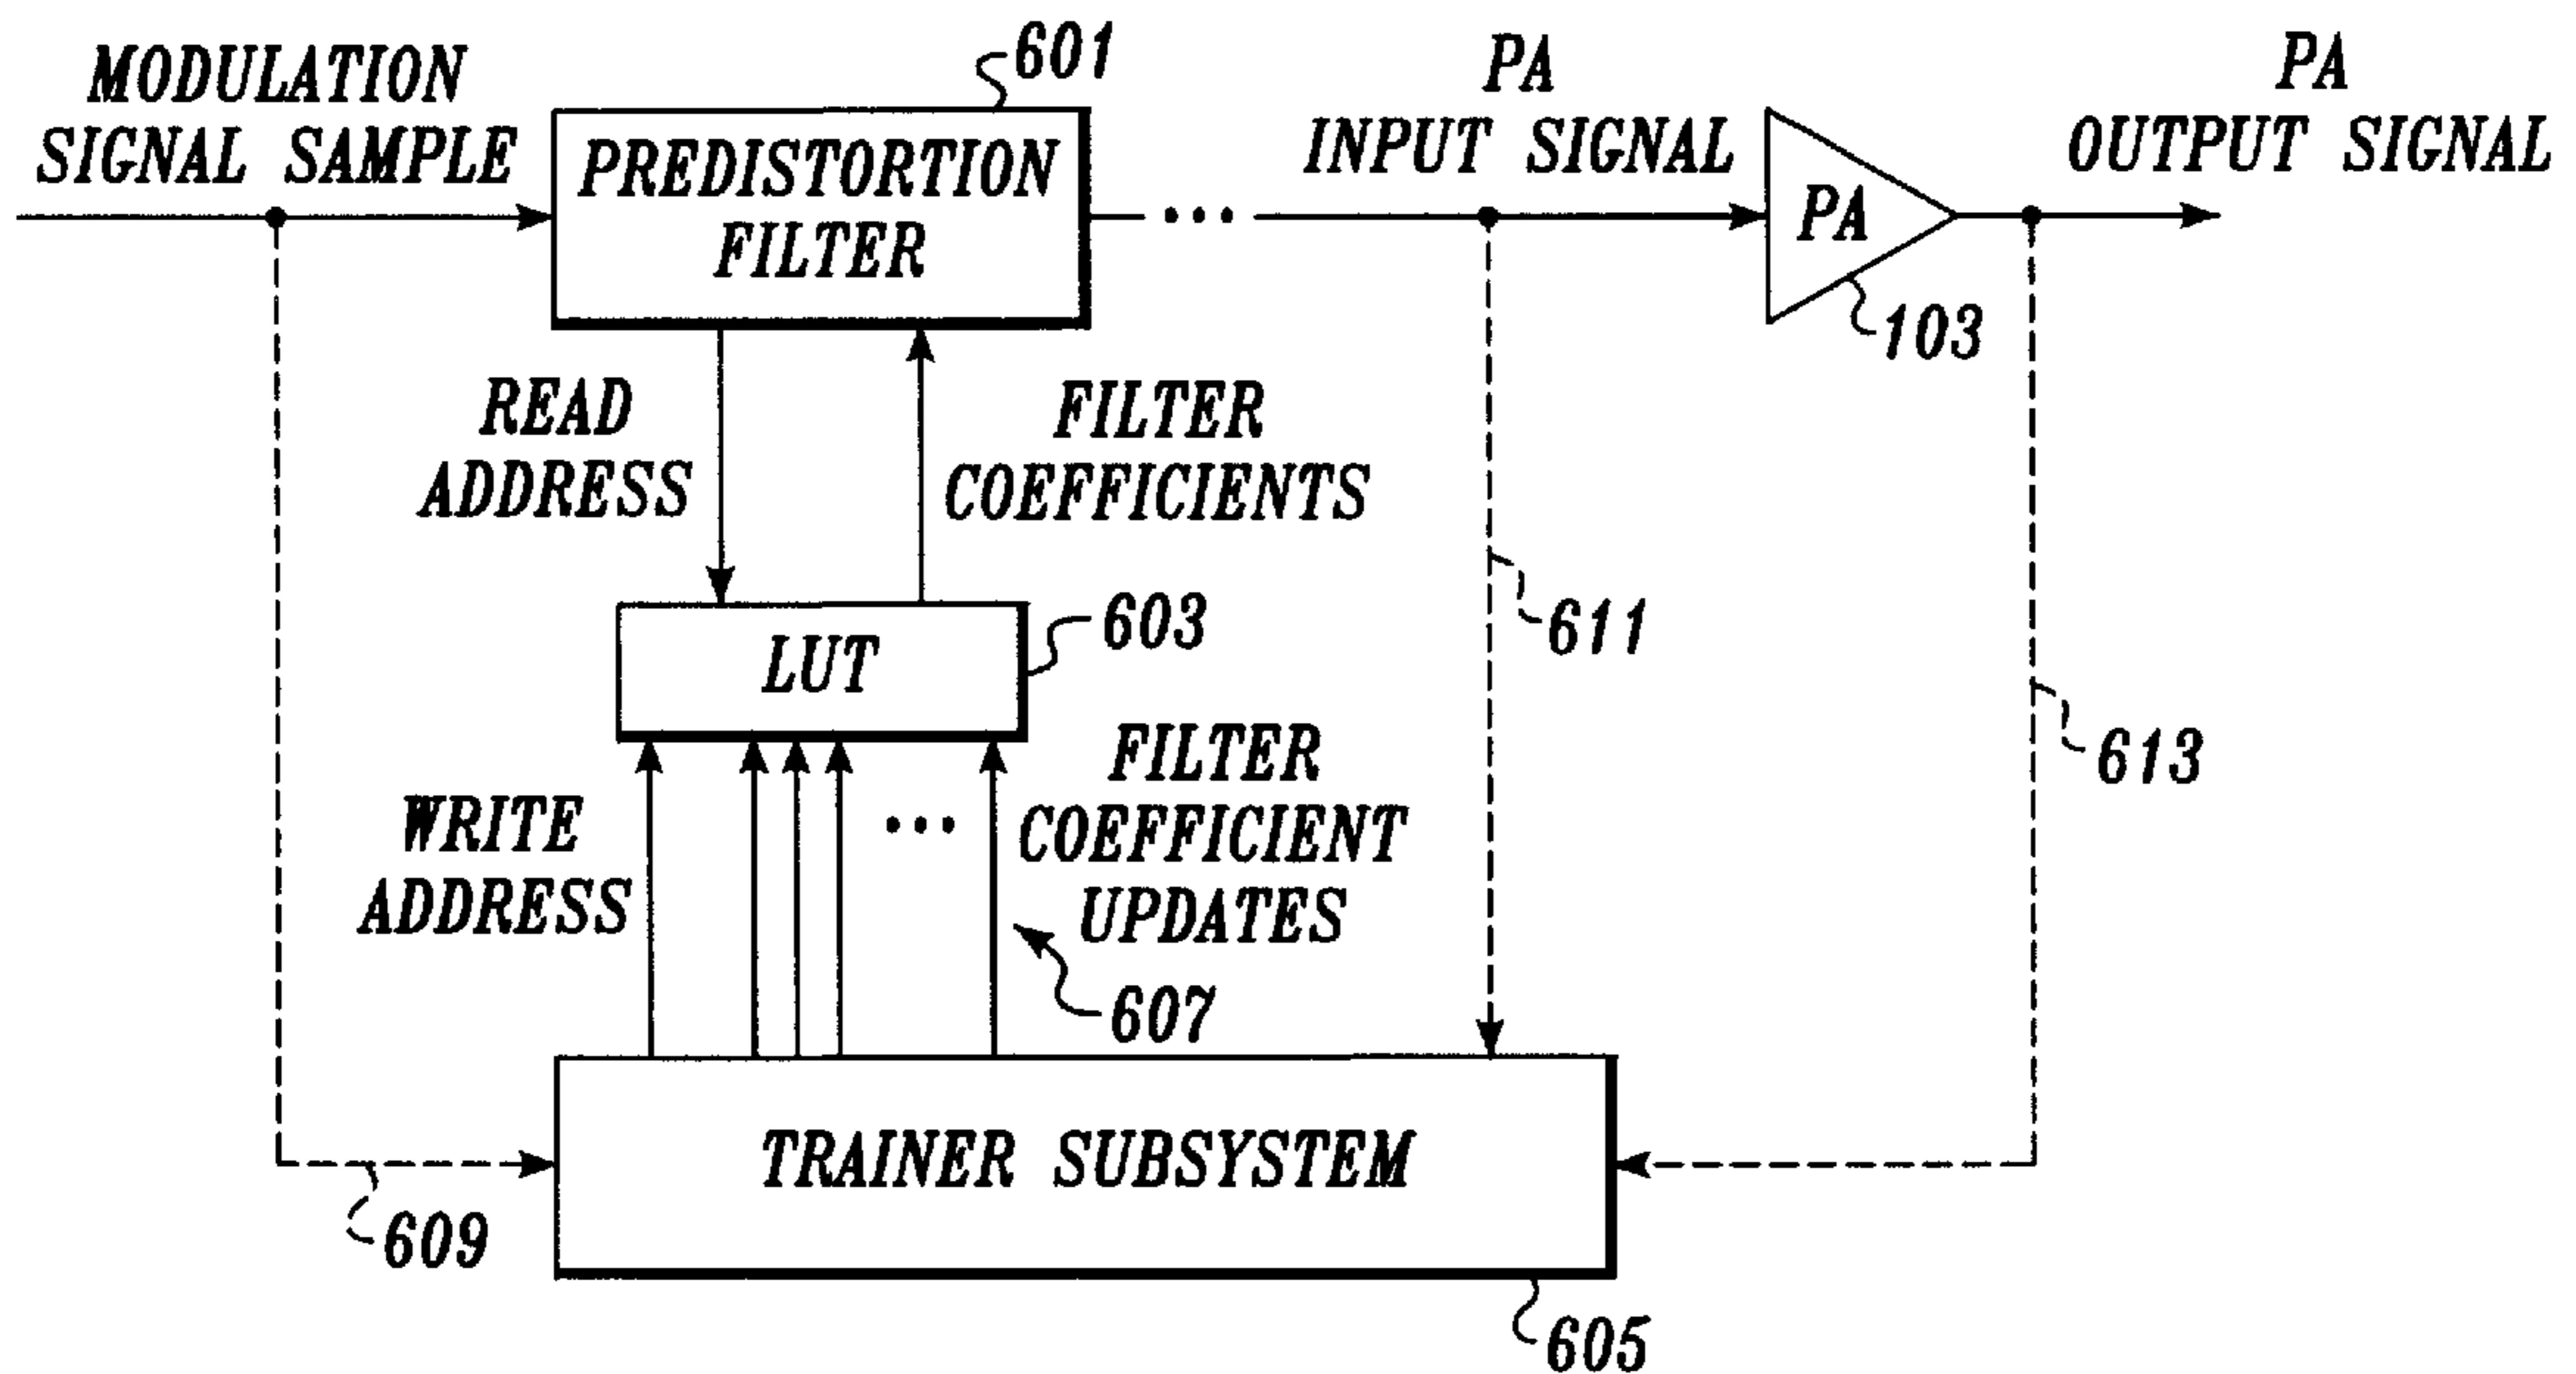 MODULATION
SIGNAL SAMPLE
601
PREDISTORTION
FILTER
PA
INPUT SIGNAL
PA
103
PA
OUTPUT SIGNAL
READ
ADDRESS
FILTER
COEFFICIENTS
LUT
603
611
613
WRITE
ADDRESS
...
FILTER
COEFFICIENT
UPDATES
607
TRAINER SUBSYSTEM
609
605